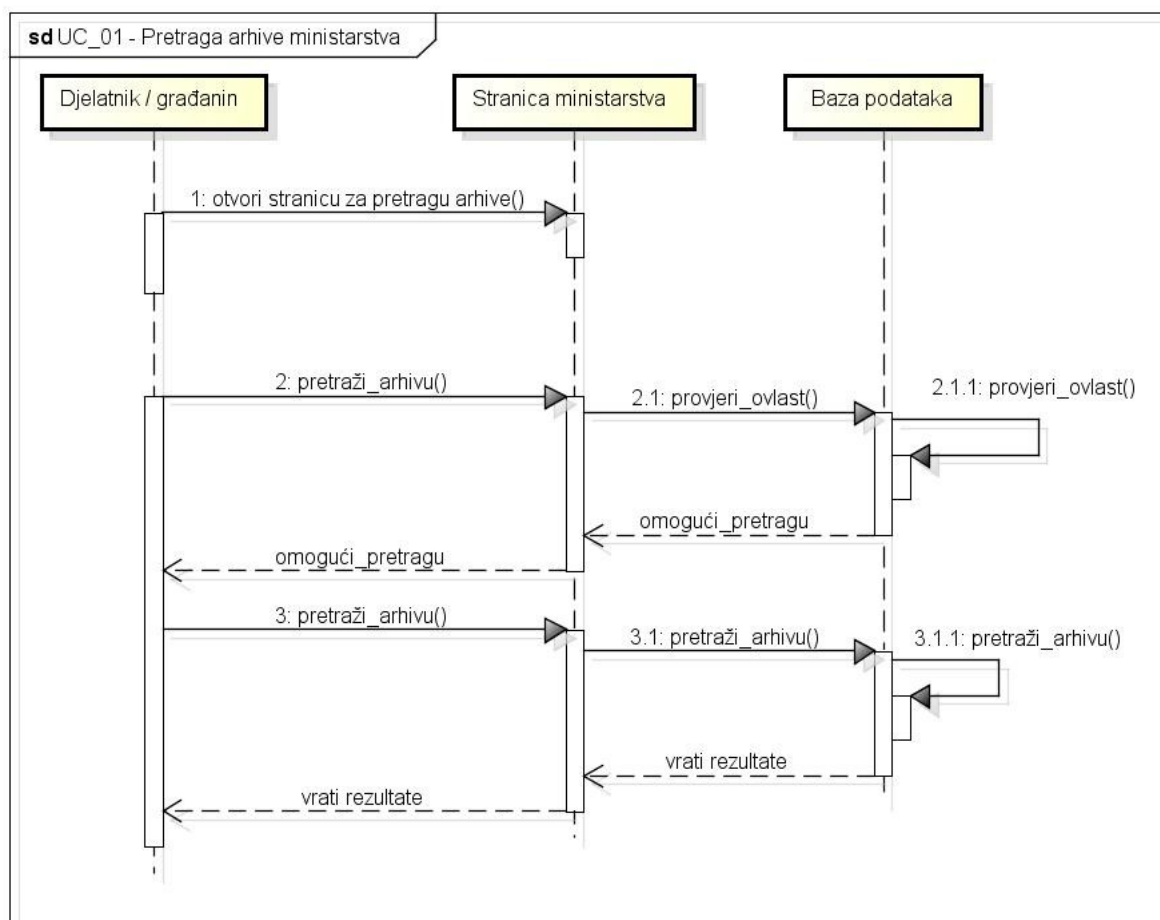 sd UC_01 - Pretraga arhive ministarstva
Djelatnik / građanin
Stranica ministarstva
Baza podataka
1: otvori stranicu za pretragu arhive()
2: pretraži_arhivu()
2.1: provjeri_ovlast()
2.1.1: provjeri_ovlast()
omogući_pretragu
omogući_pretragu
3: pretraži_arhivu()
3.1: pretraži_arhivu()
3.1.1: pretraži_arhivu()
vrati rezultate
vrati rezultate